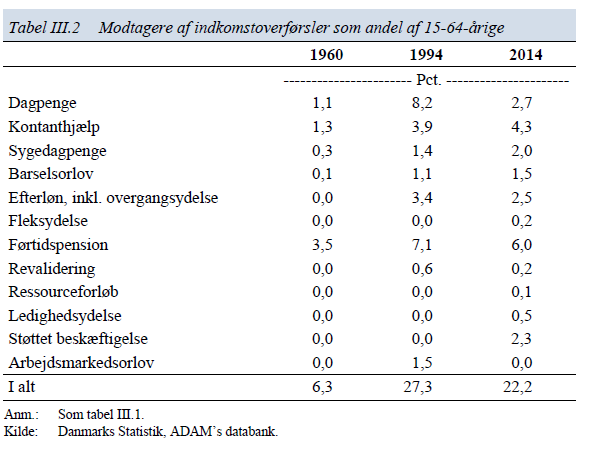 Tabel III.2 Modtagere af indkomstoverførsler som andel af 15-64-årige
1960 1994 2014
----------------------- Pct. ----------------------
Dagpenge 1,1 8,2 2,7
Kontanthjælp 1,3 3,9 4,3
Sygedagpenge 0,3 1,4 2,0
Barselsorlov 0,1 1,1 1,5
Efterløn, inkl. overgangsydelse 0,0 3,4 2,5
Fleksydelse 0,0 0,0 0,2
Førtidspension 3,5 7,1 6,0
Revalidering 0,0 0,6 0,2
Ressourceforløb 0,0 0,0 0,1
Ledighedsydelse 0,0 0,0 0,5
Støttet beskæftigelse 0,0 0,0 2,3
Arbejdsmarkedsorlov 0,0 1,5 0,0
I alt 6,3 27,3 22,2
Anm.: Som tabel III.1.
Kilde: Danmarks Statistik, ADAM's databank.